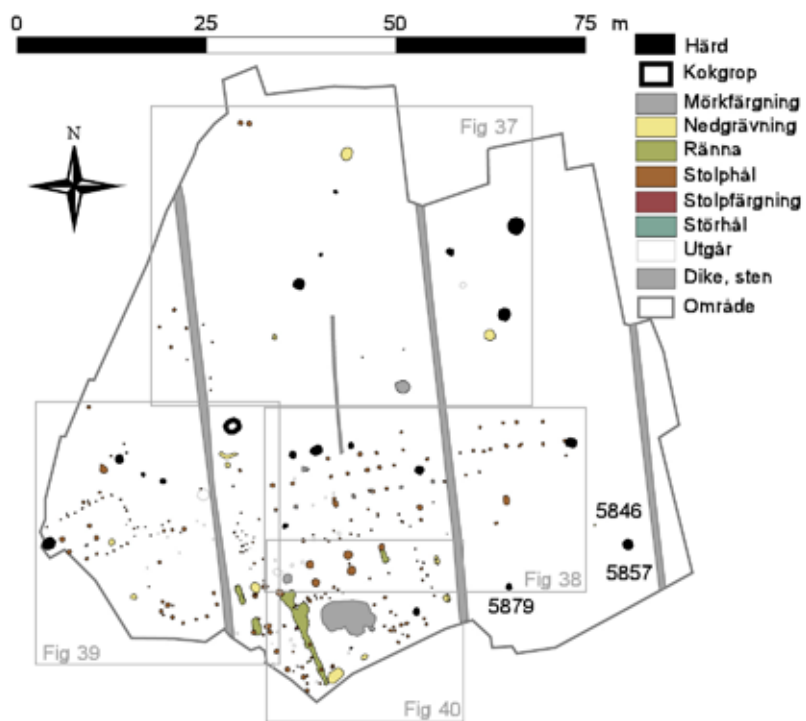 0 25 50 75 m
Härd
Kokgrop
Mörkfärgning
Nedgrävning
Ränna
Stolphål
Stolpfärgning
Störhål
Utgår
Dike, sten
Område
N
Fig 37
5846
5857
5879
Fig 38
Fig 39
Fig 40